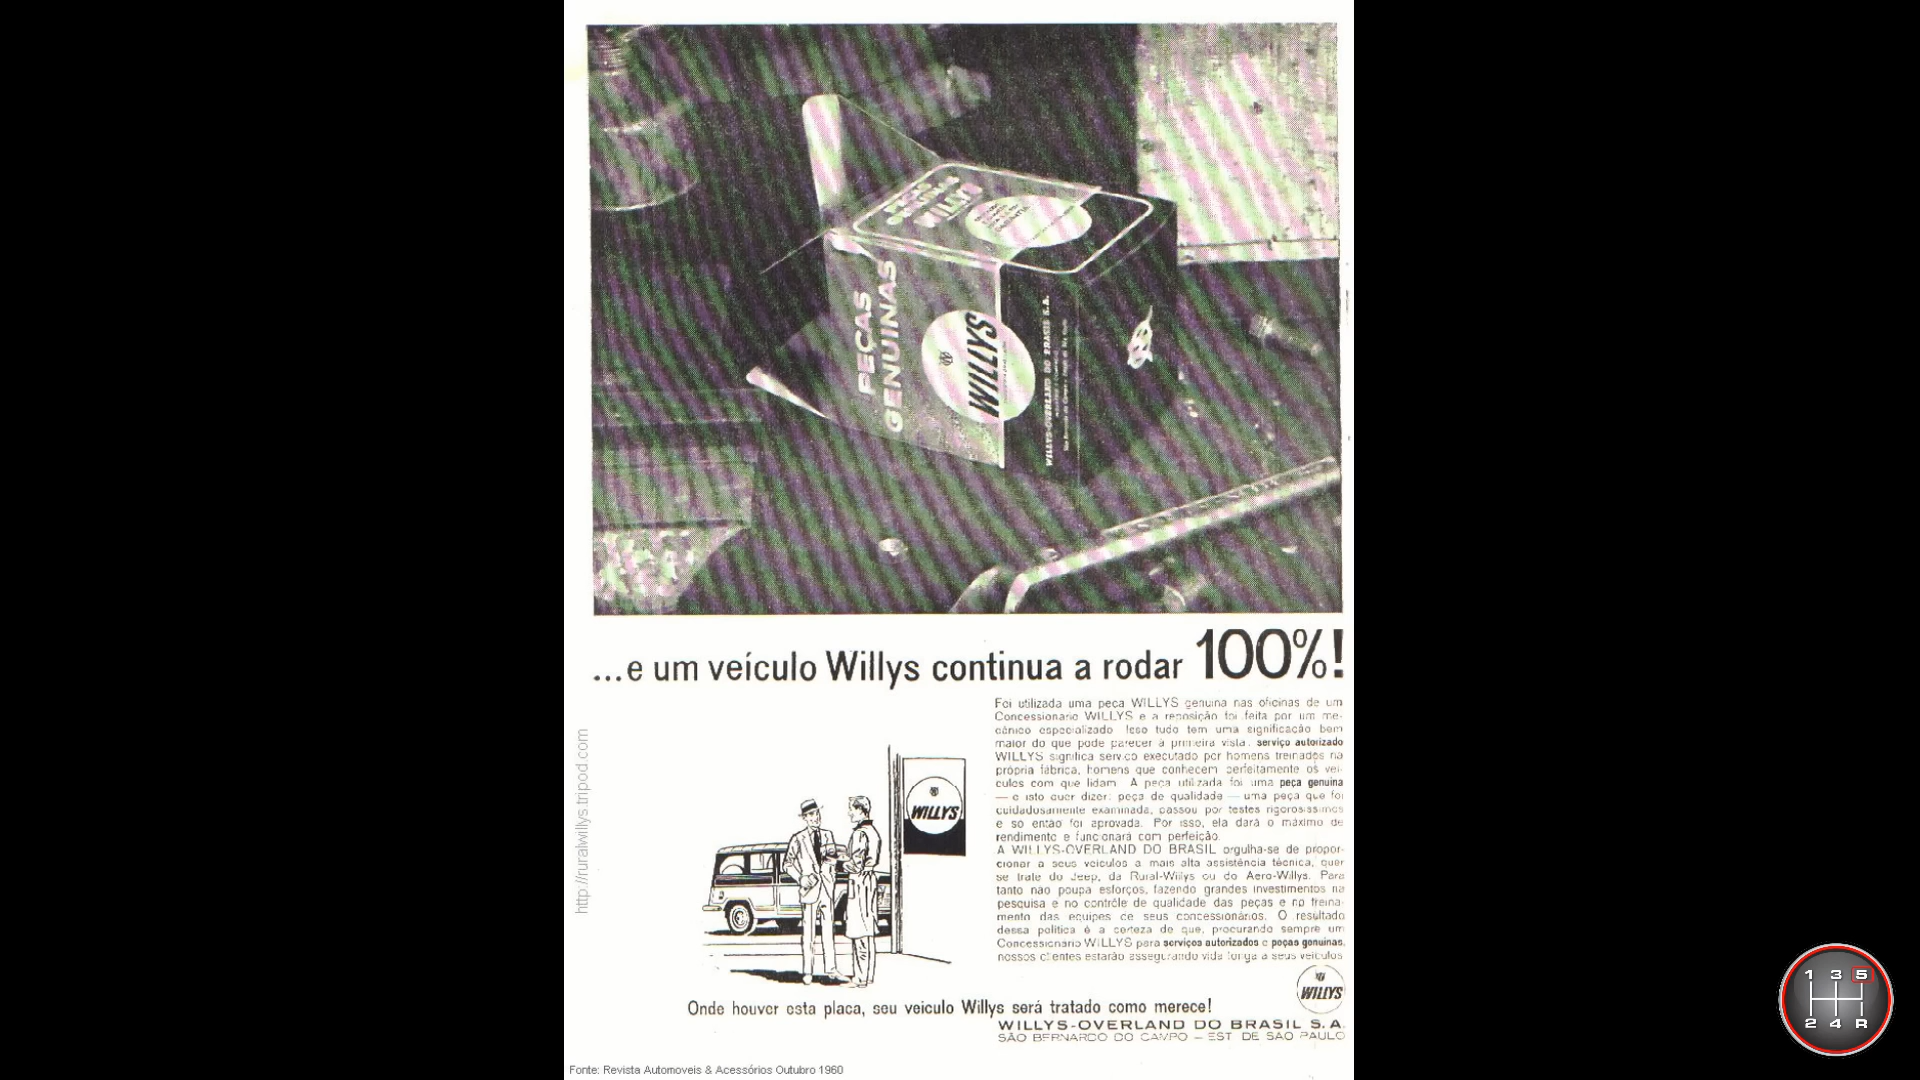 PEÇAS
GENUINAS
WILLYS
WILLYS-OVERLAND DO BRASIL S.A.
...e um veículo Willys continua a rodar 100%!
Foi utilizada uma peca WILLYS genuina nas oficinas de um
Concessionario WILLYS e a reposição foi feita por um me-
cânico especializado. Isso tudo tem uma significação bem
maior do que pode parecer à primeira vista: serviço autorizado
WILLYS significa serviço executado por homens treinados na
própria fábrica, homens que conhecem perfeitamente os veí-
culos com que lidam. A peça utilizada foi uma peça genuina
— e isto quer dizer: peça de qualidade — uma peça que foi
cuidadosamente examinada, passou por testes rigorosissimos
e so então foi aprovada. Por isso, ela dará o máximo de
rendimento e funcionará com perfeição.
A WILLYS-OVERLAND DO BRASIL orgulha-se de propor-
cionar a seus veiculos a mais alta assistência técnica, quer
se trate do Jeep, da Rural-Willys ou do Aero-Willys. Para
tanto não poupa esforços, fazendo grandes investimentos na
pesquisa e no contrôle de qualidade das peças e no treina-
mento das equipes de seus concessionários. O resultado
dessa política é a certeza de que, procurando sempre um
Concessionário WILLYS para serviços autorizados e peças genuinas,
nossos clientes estarão assegurando vida longa a seus veículos
WILLYS
Onde houver esta placa, seu veiculo Willys será tratado como merece!
WILLYS
WILLYS-OVERLAND DO BRASIL S.A.
SÃO BERNARDO DO CAMPO – EST. DE SÃO PAULO
http://ruralwillys.tripod.com
Fonte: Revista Automoveis & Acessórios Outubro 1960
1 3 5
2 4 R